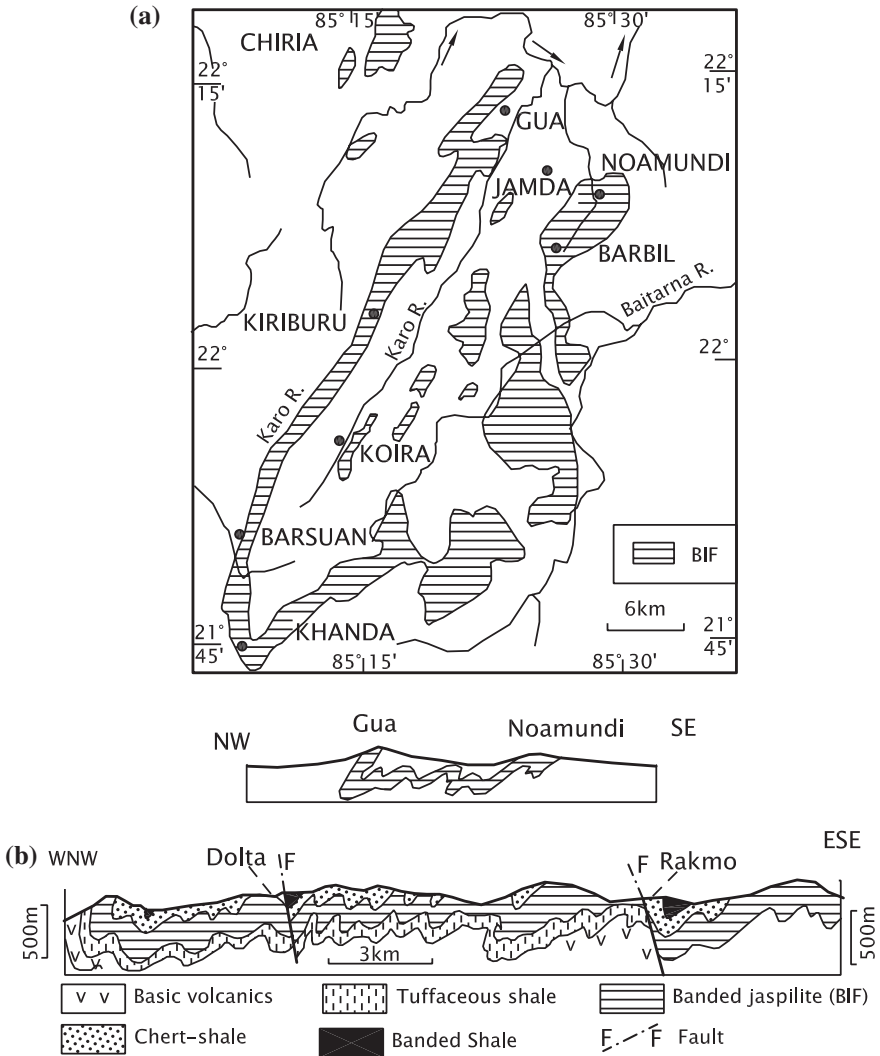 (a)
85° 15'
85° 30'
CHIRIA
22°
15'
22°
15'
GUA
NOAMUNDI
JAMDA
BARBIL
Baitarna R.
KIRIBURU
Karo R.
22°
22°
Karo R.
KOIRA
BARSUAN
BIF
6km
KHANDA
21°
45'
21°
45'
85° 15'
85° 30'
NW
Gua
Noamundi
SE
(b)
WNW
Dolta
F
F
Rakmo
ESE
500m
3km
500m
v v
Basic volcanics
Tuffaceous shale
Banded jaspilite (BIF)
Chert-shale
Banded Shale
F F
Fault